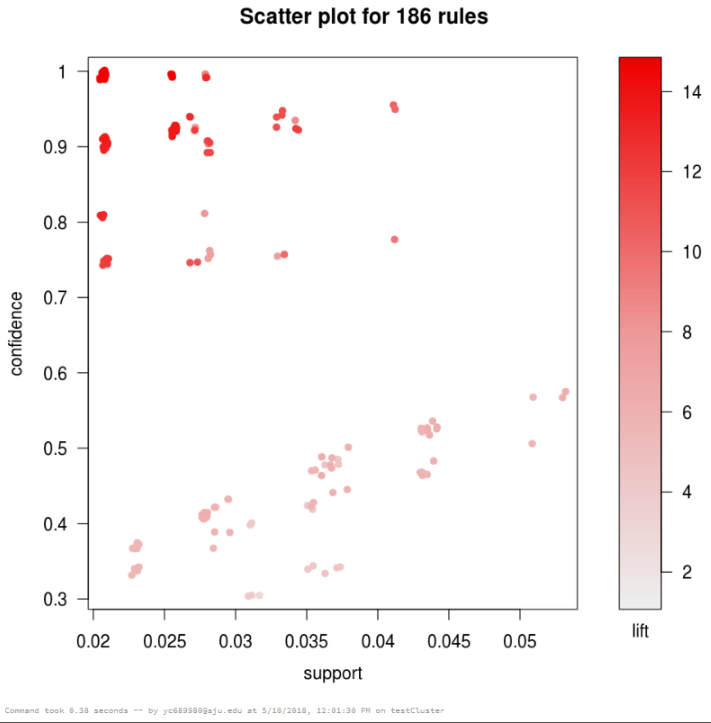 Scatter plot for 186 rules
1
0.9
0.8
0.7
0.6
0.5
0.4
0.3
confidence
0.02 0.025 0.03 0.035 0.04 0.045 0.05
support
14
12
10
8
6
4
2
lift
Command took 0.38 seconds -- by yc689980@sju.edu at 5/10/2018, 12:01:30 PM on testCluster